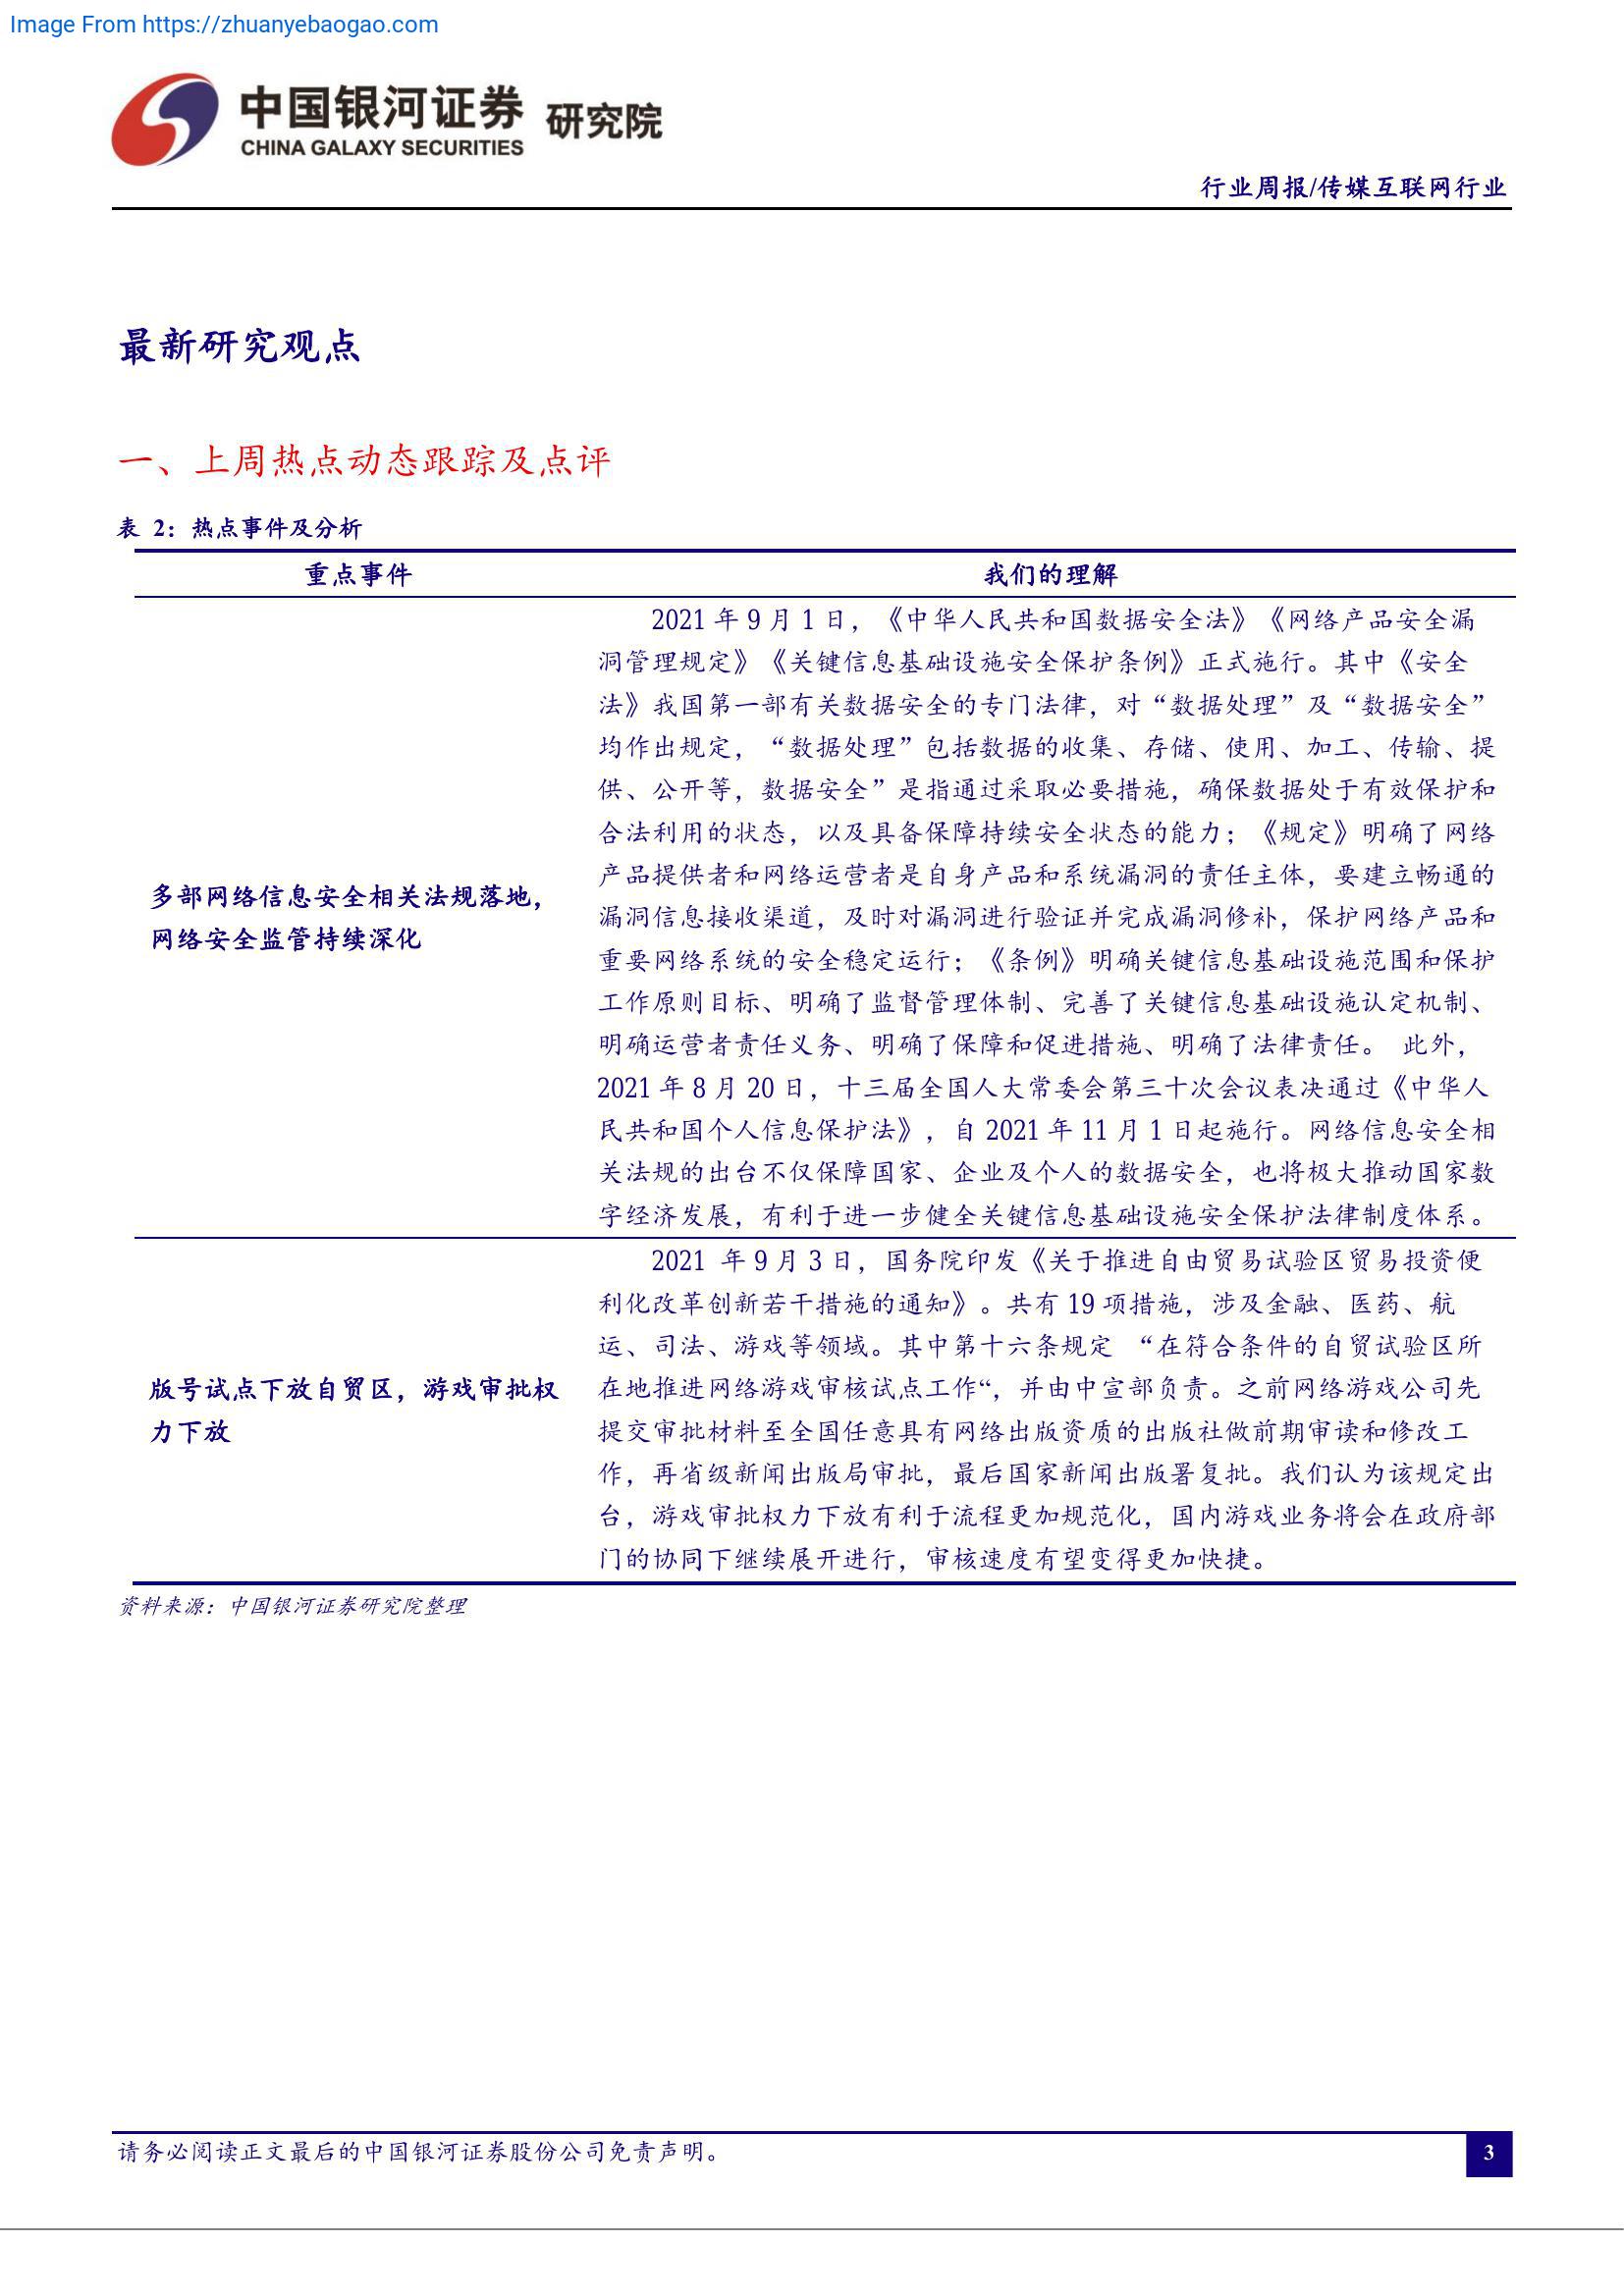 Image From https://zhuanyebaogao.com
中国银河证券 研究院
CHINA GALAXY SECURITIES
行业周报/传媒互联网行业
最新研究观点
一、上周热点动态跟踪及点评
表 2：热点事件及分析
重点事件 我们的理解
多部网络信息安全相关法规落地，
网络安全监管持续深化
2021 年 9 月 1 日，《中华人民共和国数据安全法》《网络产品安全漏
洞管理规定》《关键信息基础设施安全保护条例》正式施行。其中《安全
法》我国第一部有关数据安全的专门法律，对“数据处理”及“数据安全”
均作出规定，“数据处理”包括数据的收集、存储、使用、加工、传输、提
供、公开等，数据安全”是指通过采取必要措施，确保数据处于有效保护和
合法利用的状态，以及具备保障持续安全状态的能力；《规定》明确了网络
产品提供者和网络运营者是自身产品和系统漏洞的责任主体，要建立畅通的
漏洞信息接收渠道，及时对漏洞进行验证并完成漏洞修补，保护网络产品和
重要网络系统的安全稳定运行；《条例》明确关键信息基础设施范围和保护
工作原则目标、明确了监督管理体制、完善了关键信息基础设施认定机制、
明确运营者责任义务、明确了保障和促进措施、明确了法律责任。 此外，
2021 年 8 月 20 日，十三届全国人大常委会第三十次会议表决通过《中华人
民共和国个人信息保护法》，自 2021 年 11 月 1 日起施行。网络信息安全相
关法规的出台不仅保障国家、企业及个人的数据安全，也将极大推动国家数
字经济发展，有利于进一步健全关键信息基础设施安全保护法律制度体系。
版号试点下放自贸区，游戏审批权
力下放
2021 年 9 月 3 日，国务院印发《关于推进自由贸易试验区贸易投资便
利化改革创新若干措施的通知》。共有 19 项措施，涉及金融、医药、航
运、司法、游戏等领域。其中第十六条规定 “在符合条件的自贸试验区所
在地推进网络游戏审核试点工作“，并由中宣部负责。之前网络游戏公司先
提交审批材料至全国任意具有网络出版资质的出版社做前期审读和修改工
作，再省级新闻出版局审批，最后国家新闻出版署复批。我们认为该规定出
台，游戏审批权力下放有利于流程更加规范化，国内游戏业务将会在政府部
门的协同下继续展开进行，审核速度有望变得更加快捷。
资料来源：中国银河证券研究院整理
请务必阅读正文最后的中国银河证券股份公司免责声明。
3